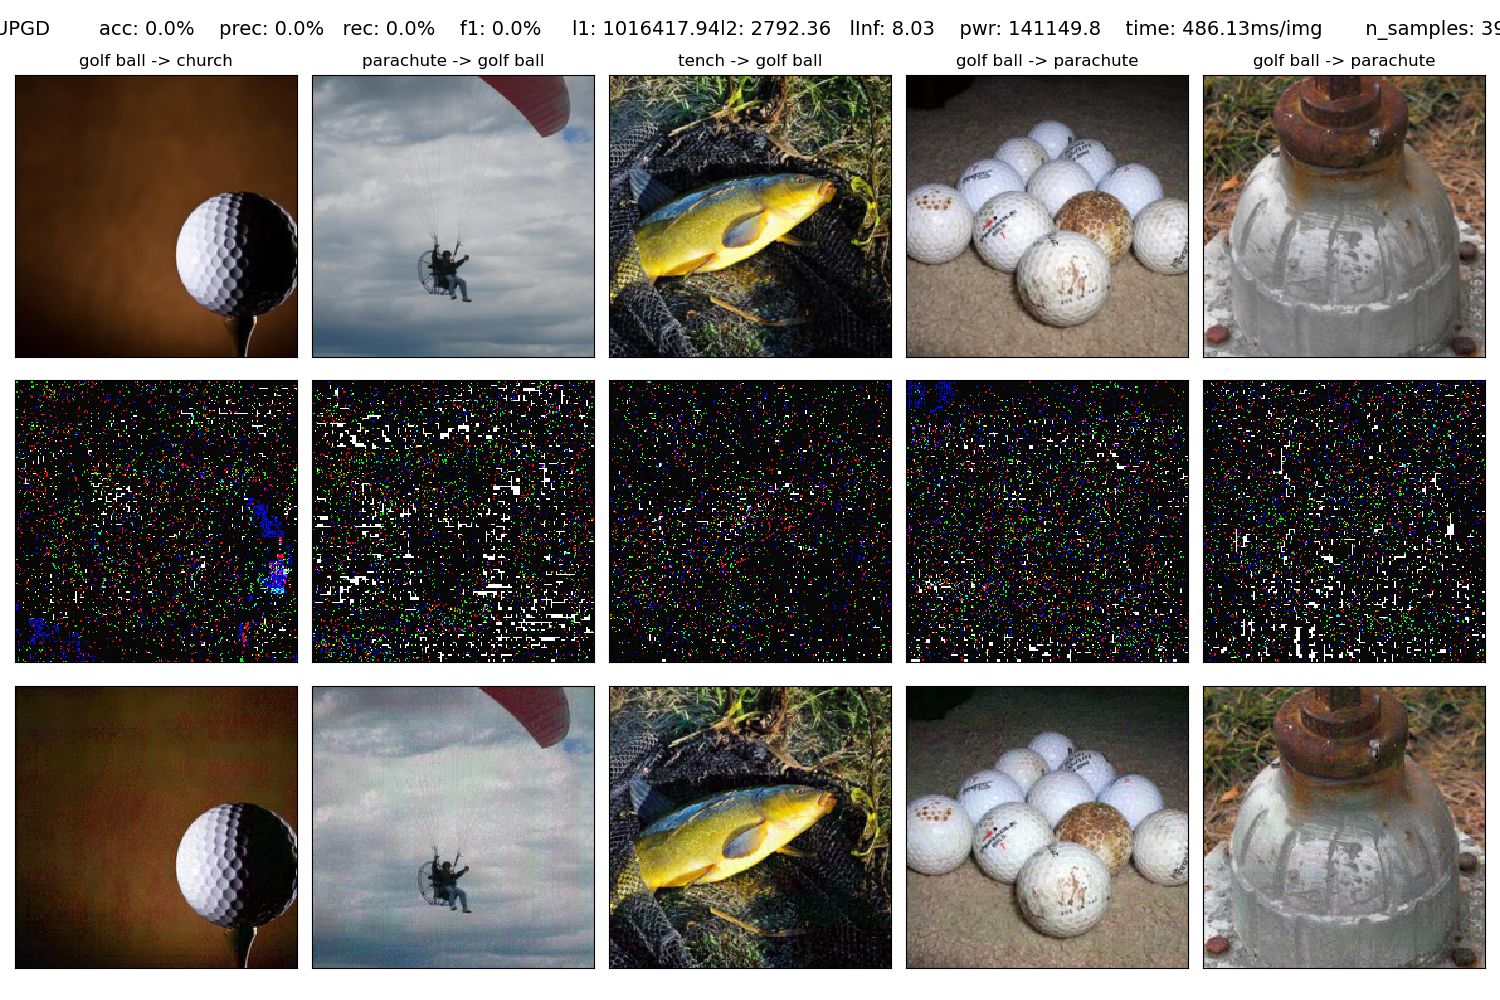 UPGD acc: 0.0% prec: 0.0% rec: 0.0% f1: 0.0% l1: 1016417.94l2: 2792.36 lInf: 8.03 pwr: 141149.8 time: 486.13ms/img n_samples: 39
golf ball -> church
parachute -> golf ball
tench -> golf ball
golf ball -> parachute
golf ball -> parachute